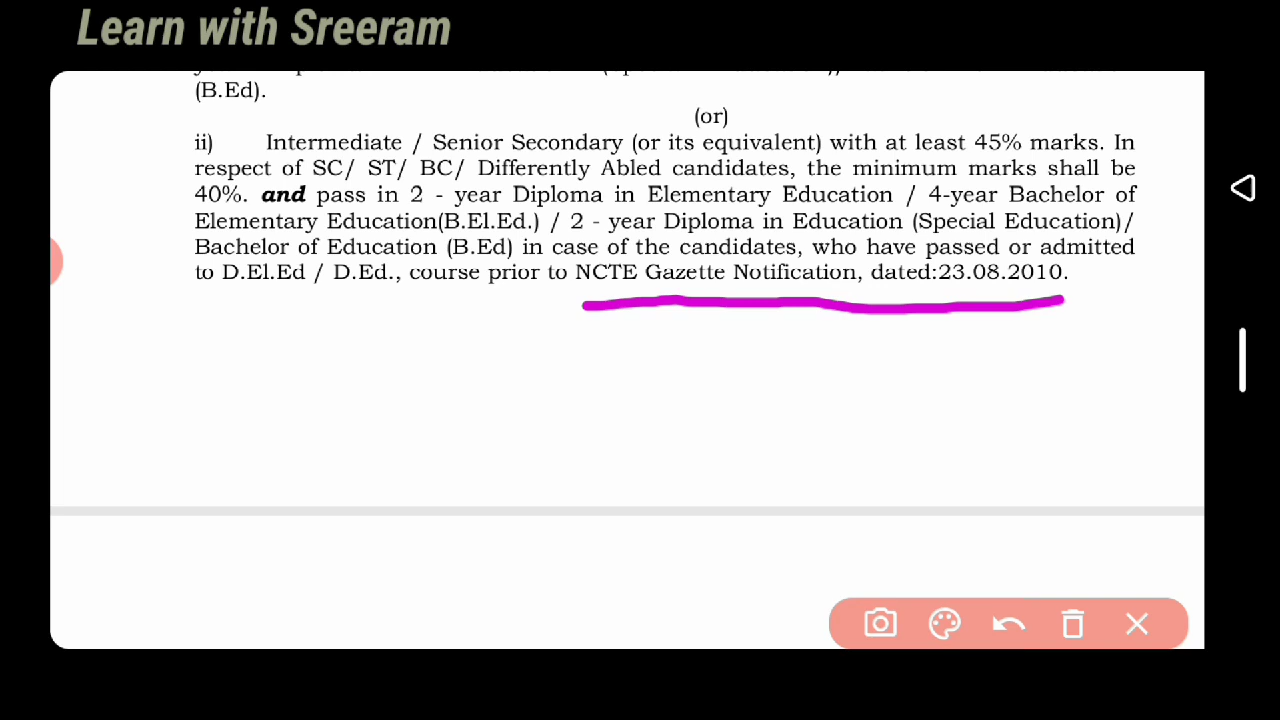 Learn with Sreeram
(B.Ed).
(or)
ii) Intermediate / Senior Secondary (or its equivalent) with at least 45% marks. In
respect of SC/ ST/ BC/ Differently Abled candidates, the minimum marks shall be
40%. and pass in 2 - year Diploma in Elementary Education / 4-year Bachelor of
Elementary Education(B.El.Ed.) / 2 - year Diploma in Education (Special Education)/
Bachelor of Education (B.Ed) in case of the candidates, who have passed or admitted
to D.El.Ed / D.Ed., course prior to NCTE Gazette Notification, dated:23.08.2010.